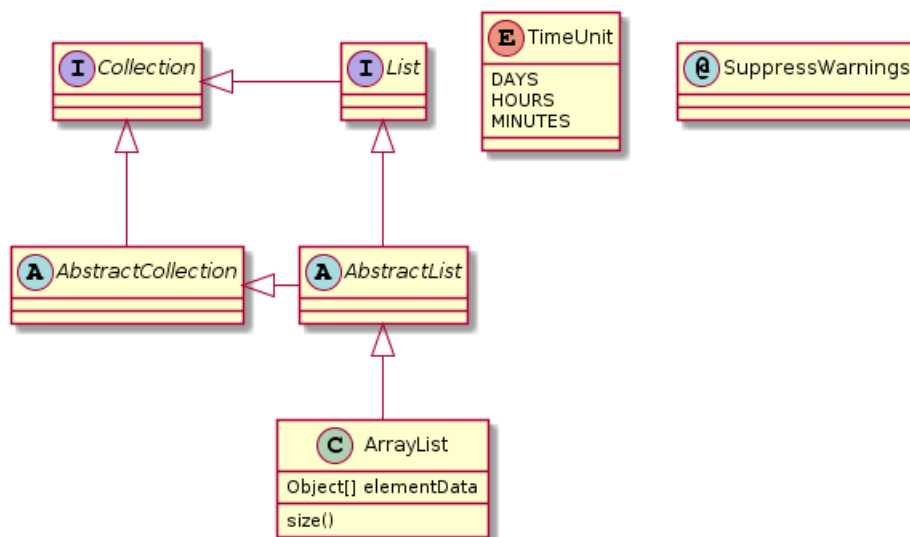 I Collection
I List
E TimeUnit
DAYS
HOURS
MINUTES
@ SuppressWarnings
A AbstractCollection
A AbstractList
C ArrayList
Object[] elementData
size()